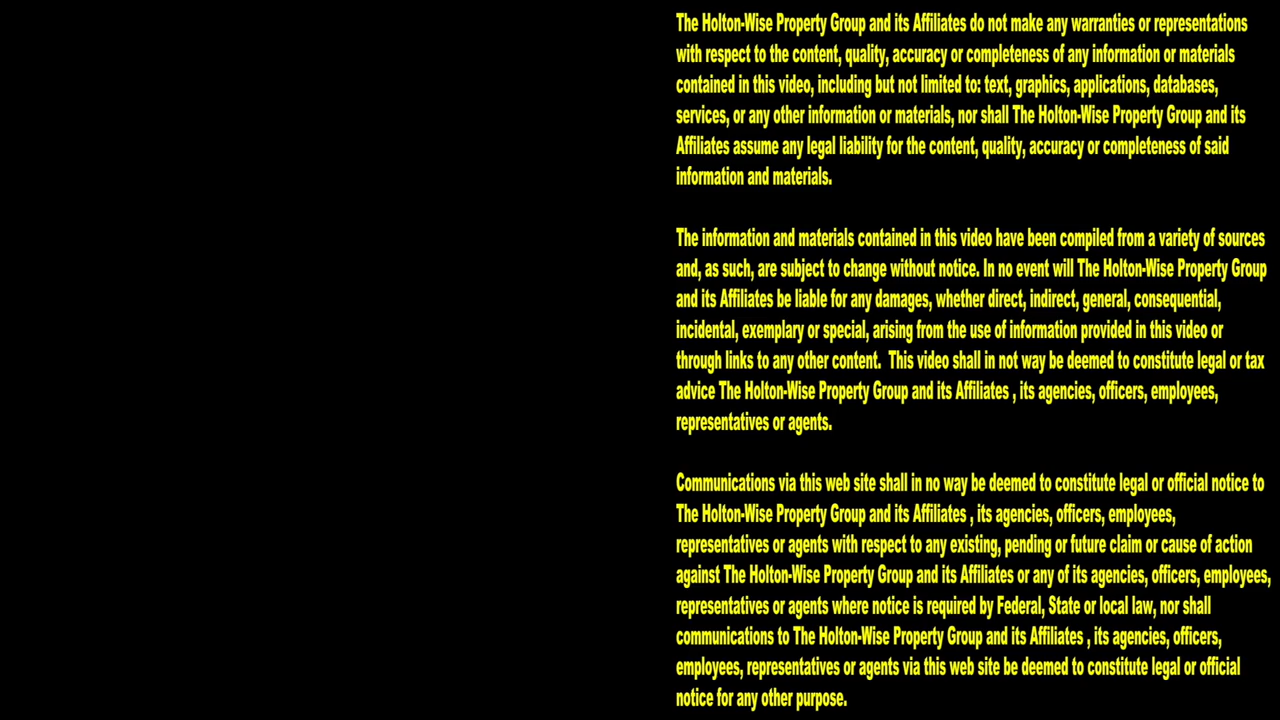 The Holton-Wise Property Group and its Affiliates do not make any warranties or representations
with respect to the content, quality, accuracy or completeness of any information or materials
contained in this video, including but not limited to: text, graphics, applications, databases,
services, or any other information or materials, nor shall The Holton-Wise Property Group and its
Affiliates assume any legal liability for the content, quality, accuracy or completeness of said
information and materials.
The information and materials contained in this video have been compiled from a variety of sources
and, as such, are subject to change without notice. In no event will The Holton-Wise Property Group
and its Affiliates be liable for any damages, whether direct, indirect, general, consequential,
incidental, exemplary or special, arising from the use of information provided in this video or
through links to any other content.  This video shall in not way be deemed to constitute legal or tax
advice The Holton-Wise Property Group and its Affiliates , its agencies, officers, employees,
representatives or agents.
Communications via this web site shall in no way be deemed to constitute legal or official notice to
The Holton-Wise Property Group and its Affiliates , its agencies, officers, employees,
representatives or agents with respect to any existing, pending or future claim or cause of action
against The Holton-Wise Property Group and its Affiliates or any of its agencies, officers, employees,
representatives or agents where notice is required by Federal, State or local law, nor shall
communications to The Holton-Wise Property Group and its Affiliates , its agencies, officers,
employees, representatives or agents via this web site be deemed to constitute legal or official
notice for any other purpose.